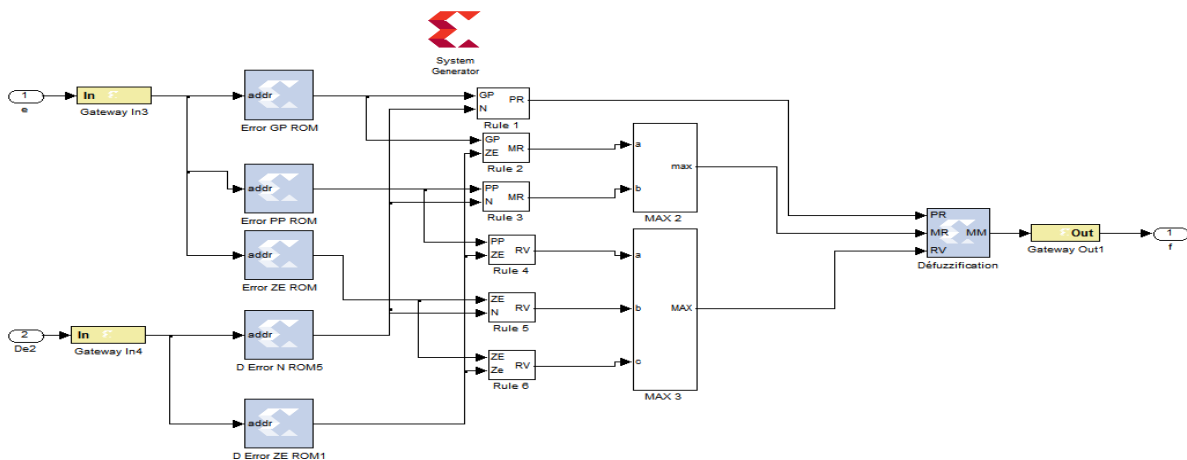 System
Generator
1
e
In
Gateway In3
addr
Error GP ROM
addr
Error PP ROM
addr
Error ZE ROM
2
De2
In
Gateway In4
addr
D Error N ROM5
addr
D Error ZE ROM1
GP
N
PR
Rule 1
GP
ZE
MR
Rule 2
PP
N
MR
Rule 3
PP
ZE
RV
Rule 4
ZE
N
RV
Rule 5
ZE
Ze
RV
Rule 6
a
b
max
MAX 2
a
b
c
MAX
MAX 3
PR
MR
RV
MM
Défuzzification
Out
Gateway Out1
1
f